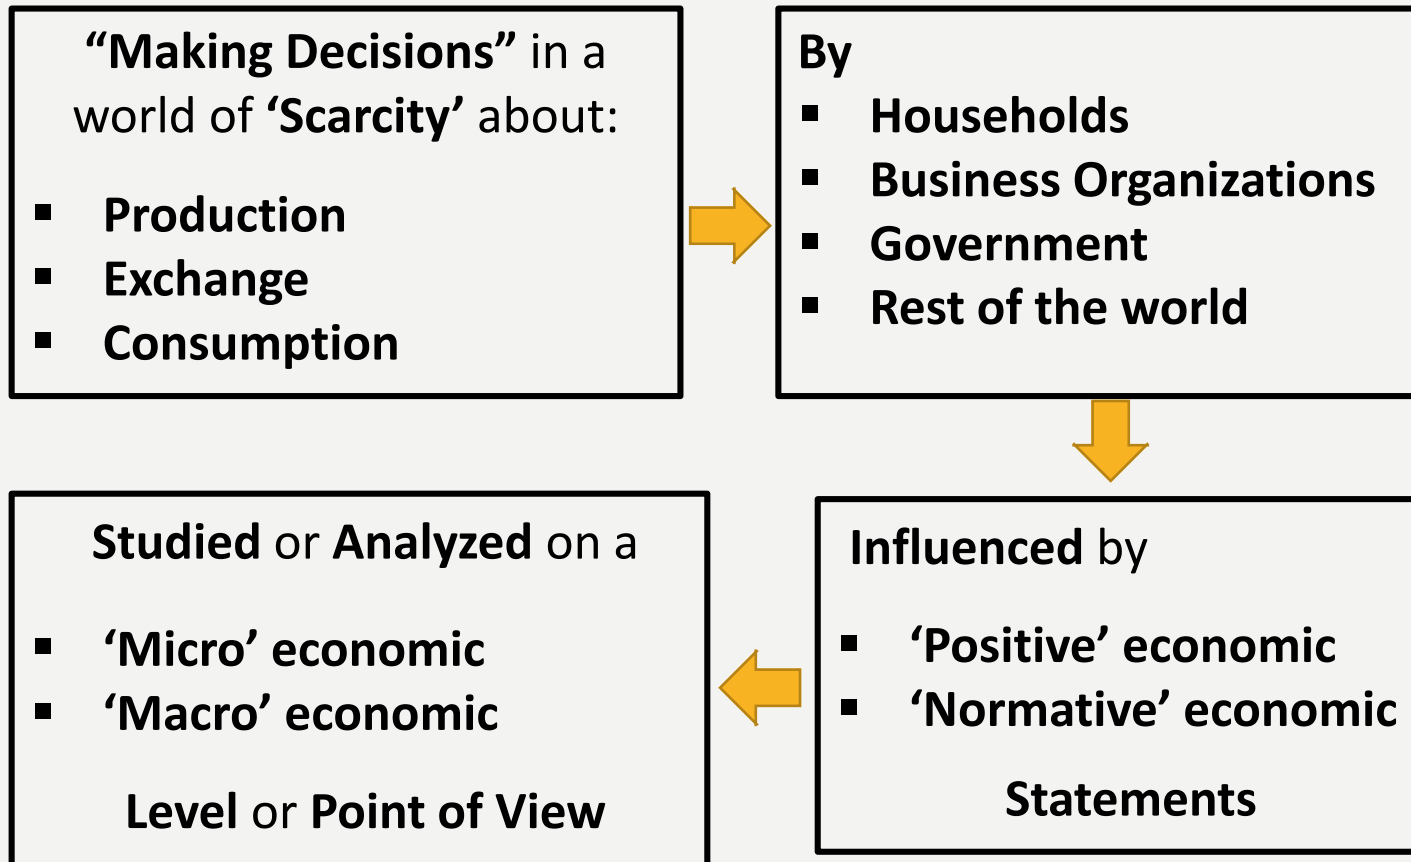 “Making Decisions” in a
world of ‘Scarcity’ about:
▪ Production
▪ Exchange
▪ Consumption
By
▪ Households
▪ Business Organizations
▪ Government
▪ Rest of the world
Influenced by
▪ ‘Positive’ economic
▪ ‘Normative’ economic
Statements
Studied or Analyzed on a
▪ ‘Micro’ economic
▪ ‘Macro’ economic
Level or Point of View